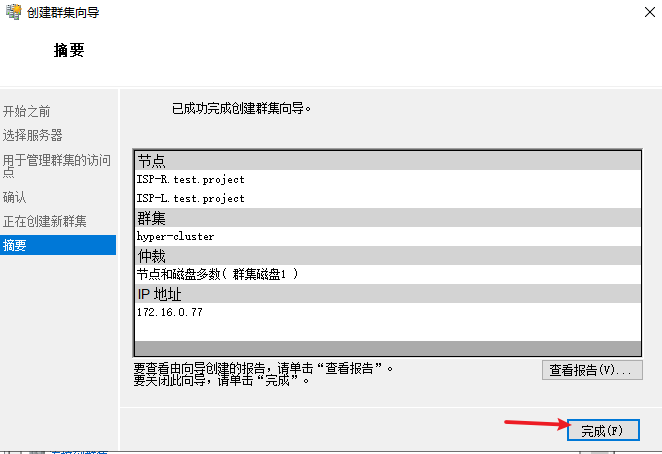 创建群集向导
摘要
开始之前
选择服务器
用于管理群集的访问
点
确认
正在创建新群集
摘要
已成功完成创建群集向导。
节点
ISP-R.test.project
ISP-L.test.project
群集
hyper-cluster
仲裁
节点和磁盘多数( 群集磁盘1 )
IP 地址
172.16.0.77
要查看由向导创建的报告，请单击“查看报告”。
要关闭此向导，请单击“完成”。
查看报告(V)...
完成(F)